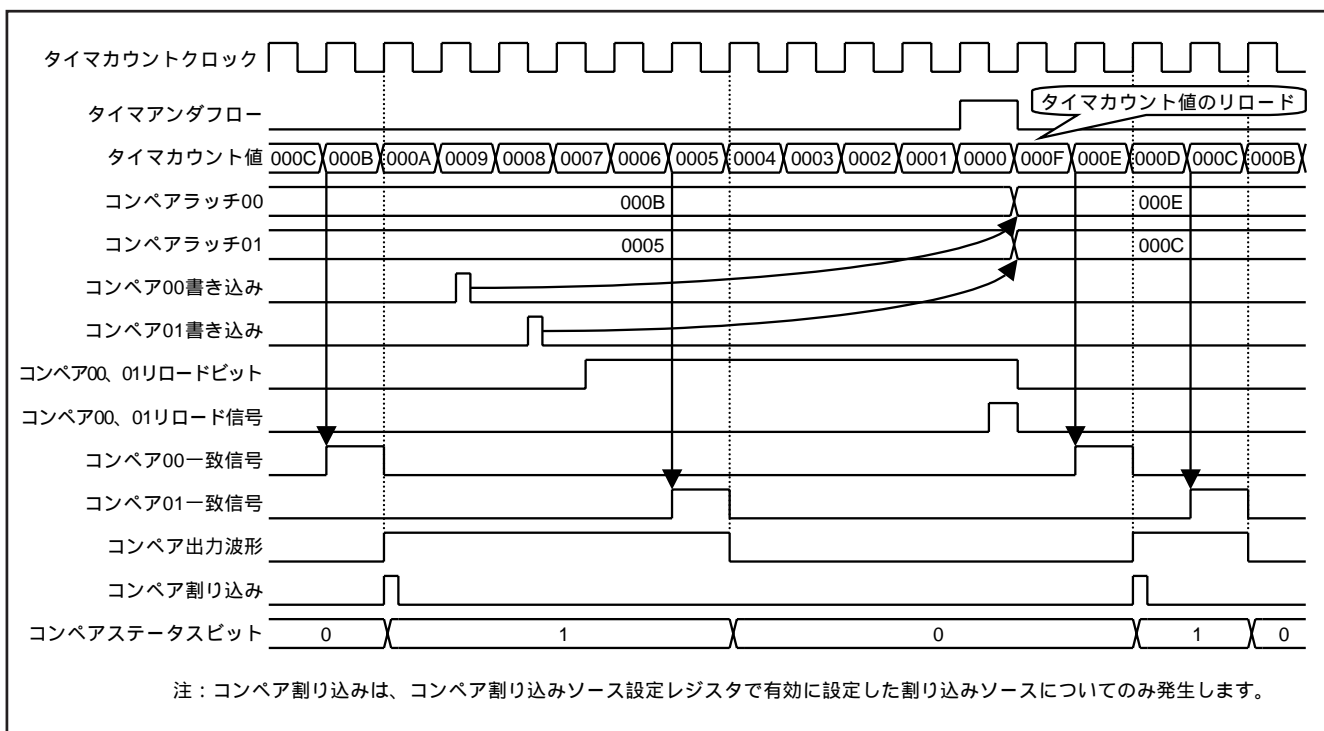 タイマカウントクロック
タイマアンダフロー
タイマカウント値のリロード
タイマカウント値 000C 000B 000A 0009 0008 0007 0006 0005 0004 0003 0002 0001 0000 000F 000E 000D 000C 000B
コンペアラッチ00 000B 000E
コンペアラッチ01 0005 000C
コンペア00書き込み
コンペア01書き込み
コンペア00、01リロードビット
コンペア00、01リロード信号
コンペア00一致信号
コンペア01一致信号
コンペア出力波形
コンペア割り込み
コンペアステータスビット 0 1 0 1 0
注：コンペア割り込みは、コンペア割り込みソース設定レジスタで有効に設定した割り込みソースについてのみ発生します。